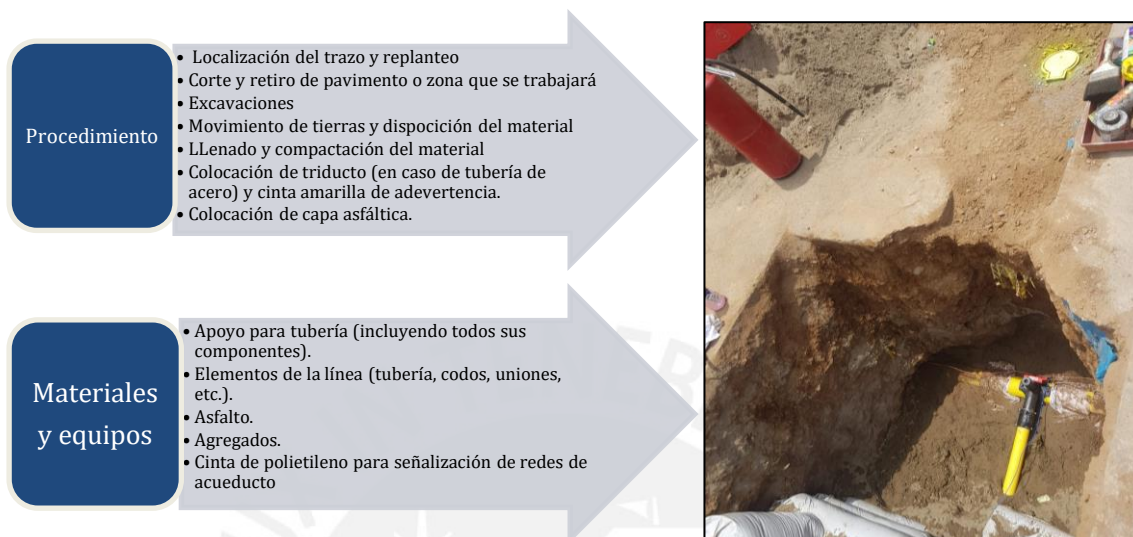 Procedimiento
• Localización del trazo y replanteo
• Corte y retiro de pavimento o zona que se trabajará
• Excavaciones
• Movimiento de tierras y dispocición del material
• LLenado y compactación del material
• Colocación de triducto (en caso de tubería de
acero) y cinta amarilla de adevertencia.
• Colocación de capa asfáltica.
Materiales
y equipos
• Apoyo para tubería (incluyendo todos sus
componentes).
• Elementos de la línea (tubería, codos, uniones,
etc.).
• Asfalto.
• Agregados.
• Cinta de polietileno para señalización de redes de
acueducto